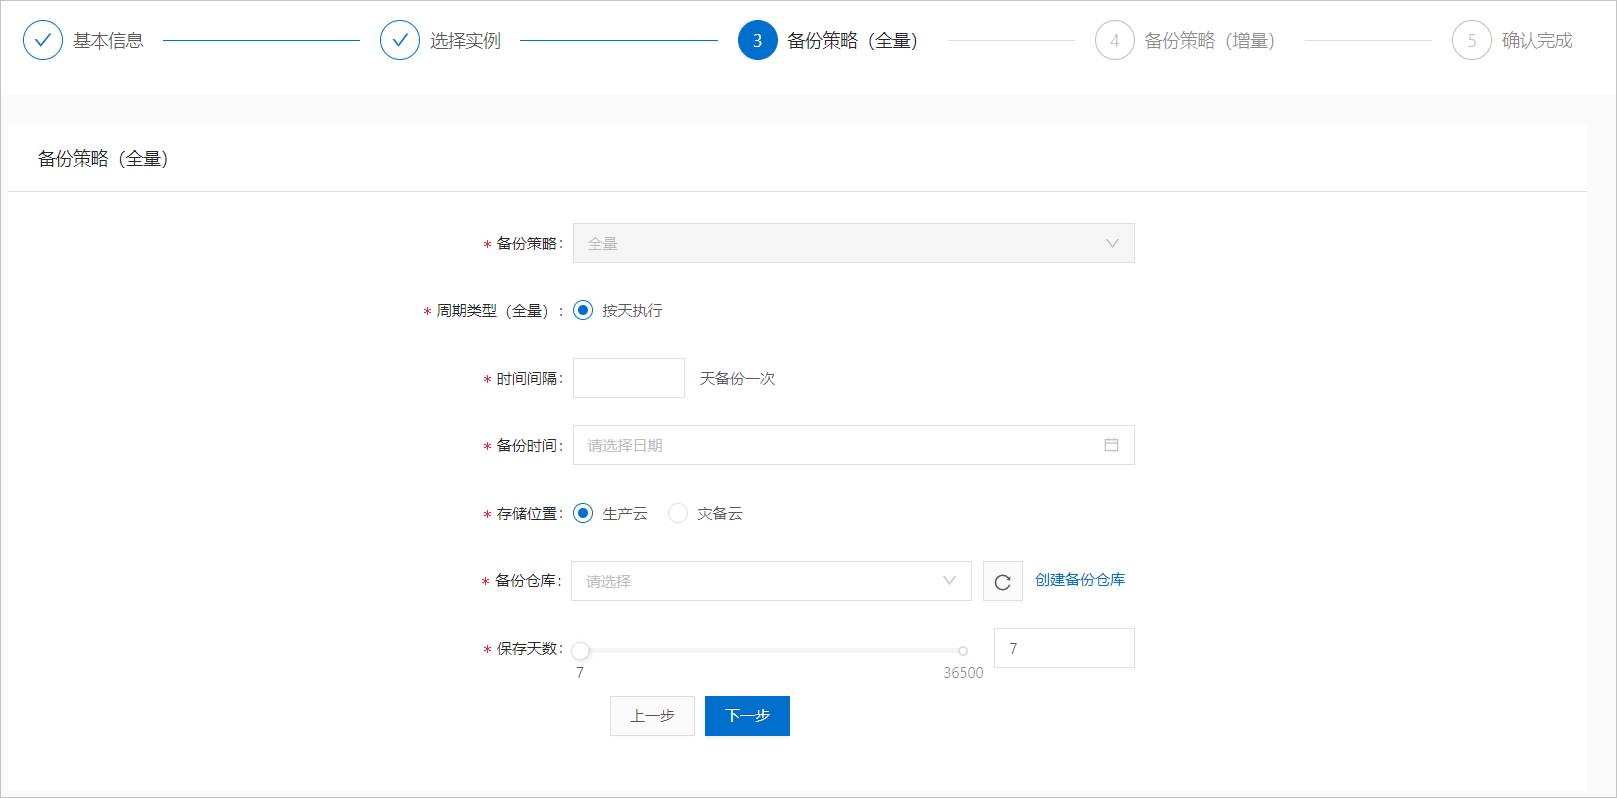 基本信息
选择实例
3 备份策略（全量）
4 备份策略（增量）
5 确认完成
备份策略（全量）
* 备份策略： 全量
* 周期类型（全量）： 按天执行
* 时间间隔： 天备份一次
* 备份时间： 请选择日期
* 存储位置： 生产云 灾备云
* 备份仓库： 请选择 创建备份仓库
* 保存天数： 7
7 36500
上一步 下一步